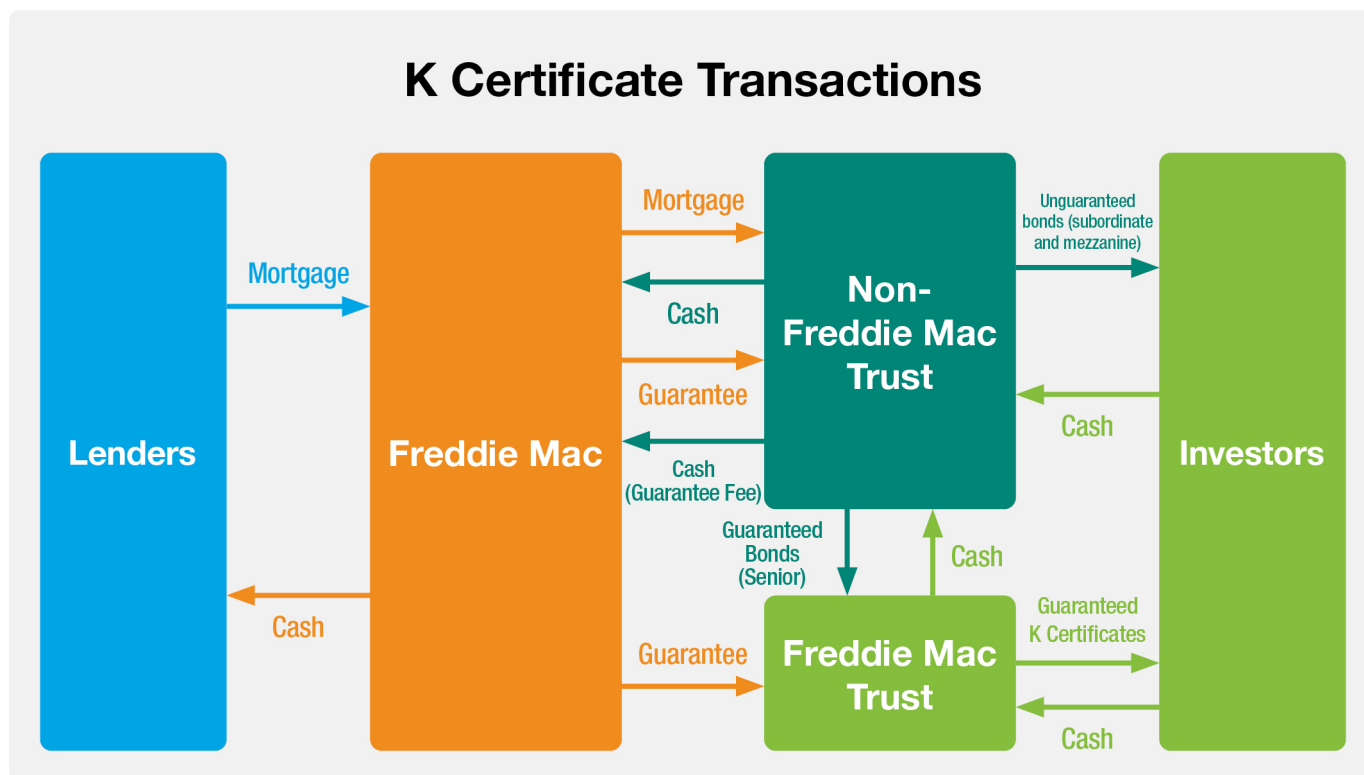 K Certificate Transactions
Lenders
Mortgage
Cash
Freddie Mac
Mortgage
Cash
Guarantee
Cash
(Guarantee Fee)
Guarantee
Non-
Freddie Mac
Trust
Guaranteed
Bonds
(Senior)
Cash
Freddie Mac
Trust
Unguaranteed
bonds (subordinate
and mezzanine)
Cash
Guaranteed
K Certificates
Cash
Investors